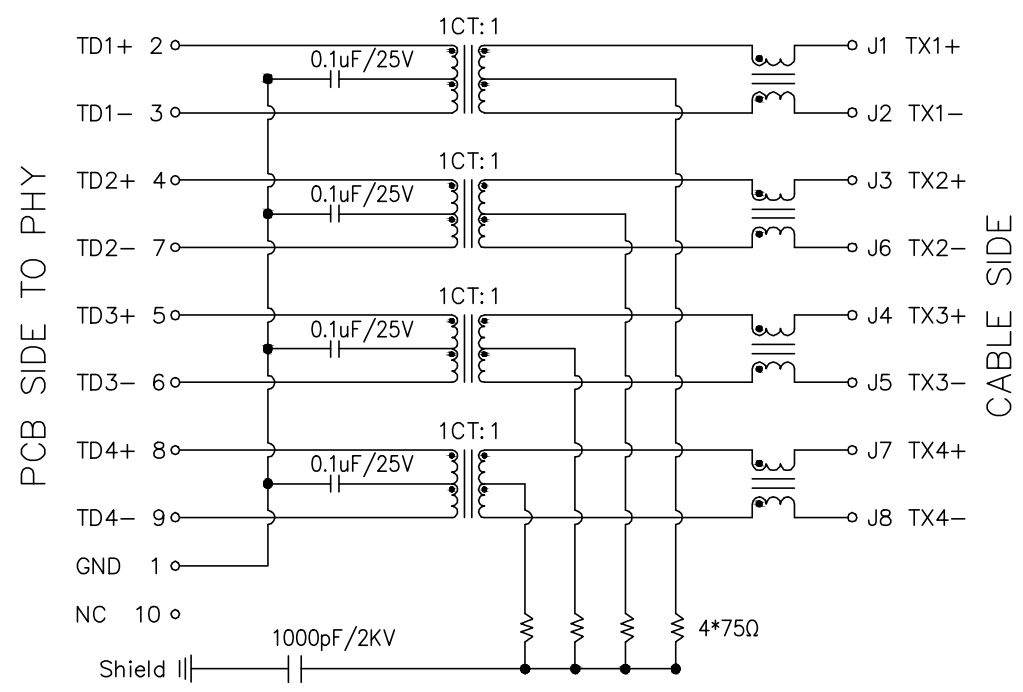 1CT:1
TD1+ 2
0.1uF/25V
J1 TX1+
TD1- 3
J2 TX1-
1CT:1
TD2+ 4
0.1uF/25V
J3 TX2+
TD2- 7
J6 TX2-
PCB SIDE TO PHY
CABLE SIDE
1CT:1
TD3+ 5
0.1uF/25V
J4 TX3+
TD3- 6
J5 TX3-
1CT:1
TD4+ 8
0.1uF/25V
J7 TX4+
TD4- 9
J8 TX4-
GND 1
NC 10
4*75Ω
1000pF/2KV
Shield